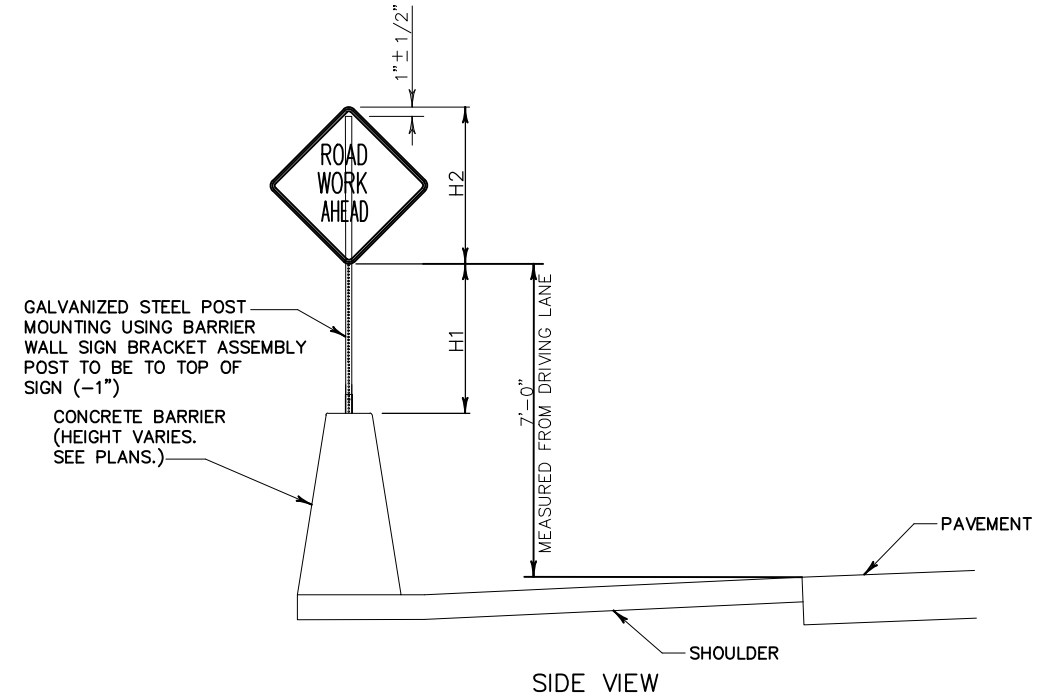 1"± 1/2"
ROAD
WORK
AHEAD
H2
H1
7'-0"
MEASURED FROM DRIVING LANE
GALVANIZED STEEL POST
MOUNTING USING BARRIER
WALL SIGN BRACKET ASSEMBLY
POST TO BE TO TOP OF
SIGN (-1")
CONCRETE BARRIER
(HEIGHT VARIES.
SEE PLANS.)
PAVEMENT
SHOULDER
SIDE VIEW